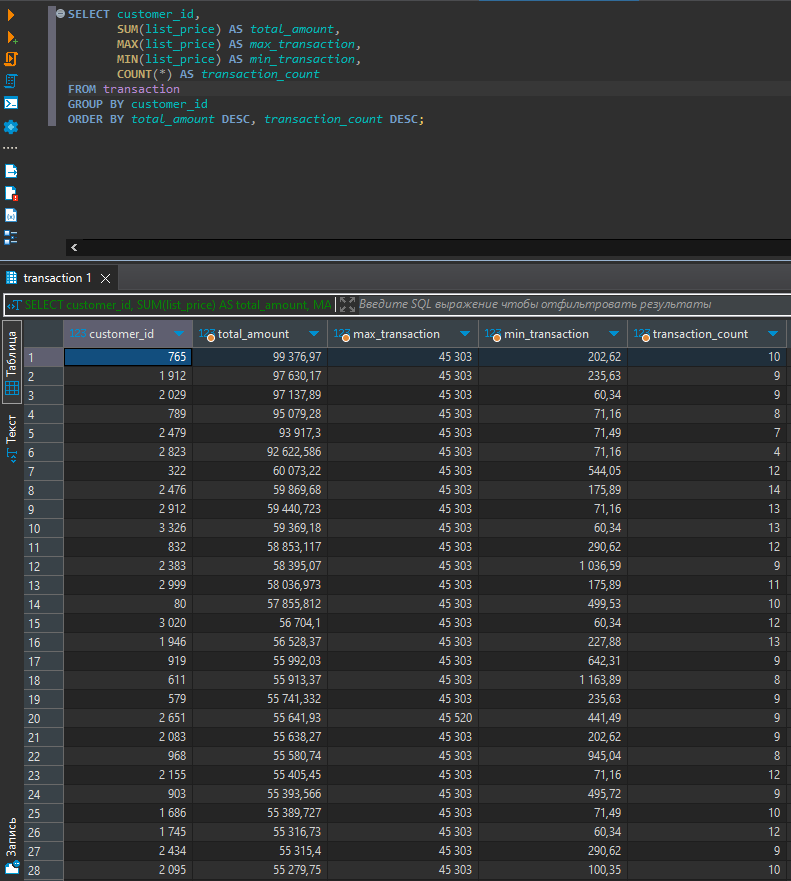 SELECT customer_id,
SUM(list_price) AS total_amount,
MAX(list_price) AS max_transaction,
MIN(list_price) AS min_transaction,
COUNT(*) AS transaction_count
FROM transaction
GROUP BY customer_id
ORDER BY total_amount DESC, transaction_count DESC;
transaction 1
SELECT customer_id, SUM(list_price) AS total_amount, MA Введите SQL выражение чтобы отфильтровать результаты
Таблица
Текст
Запись
123 customer_id 123 total_amount 123 max_transaction 123 min_transaction 123 transaction_count
1 765 99 376,97 45 303 202,62 10
2 1 912 97 630,17 45 303 235,63 9
3 2 029 97 137,89 45 303 60,34 9
4 789 95 079,28 45 303 71,16 8
5 2 479 93 917,3 45 303 71,49 7
6 2 823 92 622,586 45 303 71,16 4
7 322 60 073,22 45 303 544,05 12
8 2 476 59 869,68 45 303 175,89 14
9 2 912 59 440,723 45 303 71,16 13
10 3 326 59 369,18 45 303 60,34 13
11 832 58 853,117 45 303 290,62 12
12 2 383 58 395,07 45 303 1 036,59 9
13 2 999 58 036,973 45 303 175,89 11
14 80 57 855,812 45 303 499,53 10
15 3 020 56 704,1 45 303 60,34 12
16 1 946 56 528,37 45 303 227,88 13
17 919 55 992,03 45 303 642,31 9
18 611 55 913,37 45 303 1 163,89 8
19 579 55 741,332 45 303 235,63 9
20 2 651 55 641,93 45 520 441,49 9
21 2 083 55 638,27 45 303 202,62 9
22 968 55 580,74 45 303 945,04 8
23 2 155 55 405,45 45 303 71,16 12
24 903 55 393,566 45 303 495,72 9
25 1 686 55 389,727 45 303 71,49 10
26 1 745 55 316,73 45 303 60,34 12
27 2 434 55 315,4 45 303 290,62 9
28 2 095 55 279,75 45 303 100,35 10